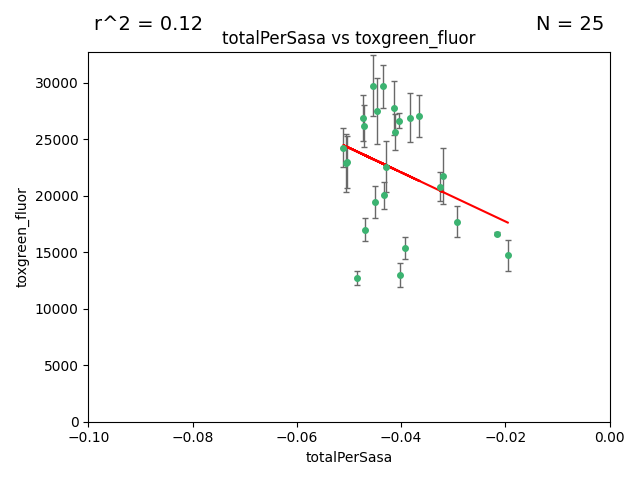 r^2 = 0.12
N = 25
totalPerSasa vs toxgreen_fluor
30000
25000
20000
15000
10000
5000
0
toxgreen_fluor
−0.10
−0.08
−0.06
−0.04
−0.02
0.00
totalPerSasa